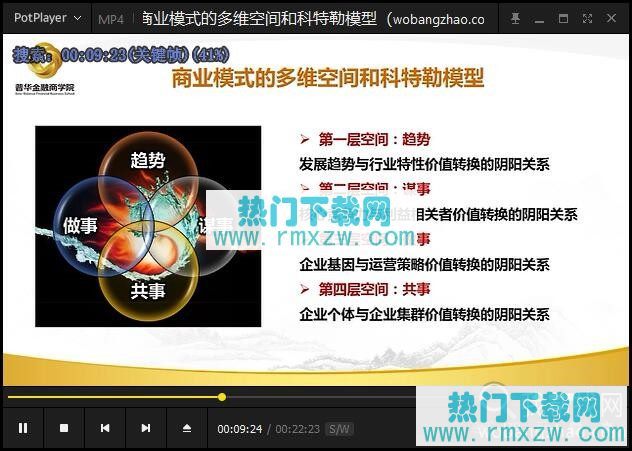 PotPlayer
MP4
商业模式的多维空间和科特勒模型（wobangzhao.co
搜索: 00:09:23(关键帧)(41%)
普华金融商学院
商业模式的多维空间和科特勒模型
趋势
做事
谋事
共事
➢ 第一层空间：趋势
发展趋势与行业特性价值转换的阴阳关系
➢ 第二层空间：谋事
相关者价值转换的阴阳关系
事
企业基因与运营策略价值转换的阴阳关系
➢ 第四层空间：共事
企业个体与企业集群价值转换的阴阳关系
热门下载网
www.rmxzw.com
00:09:24 / 00:22:23
S/W
热门下载网
www.rmxzw.com